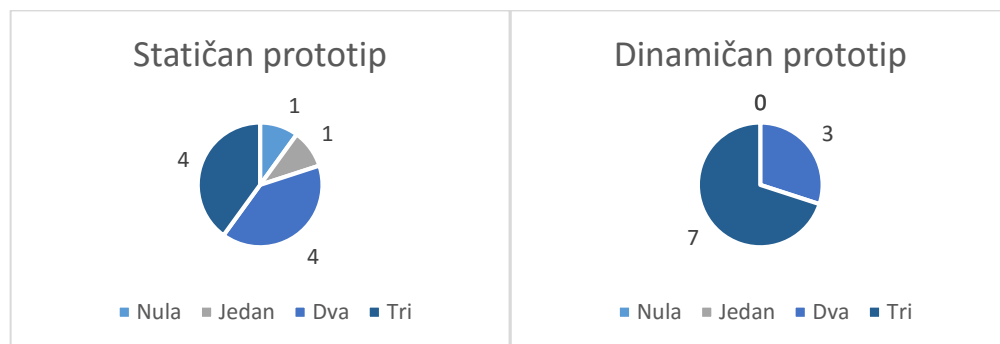 Statičan prototip
1
1
4
4
Nula Jedan Dva Tri
Dinamičan prototip
0
3
7
Nula Jedan Dva Tri